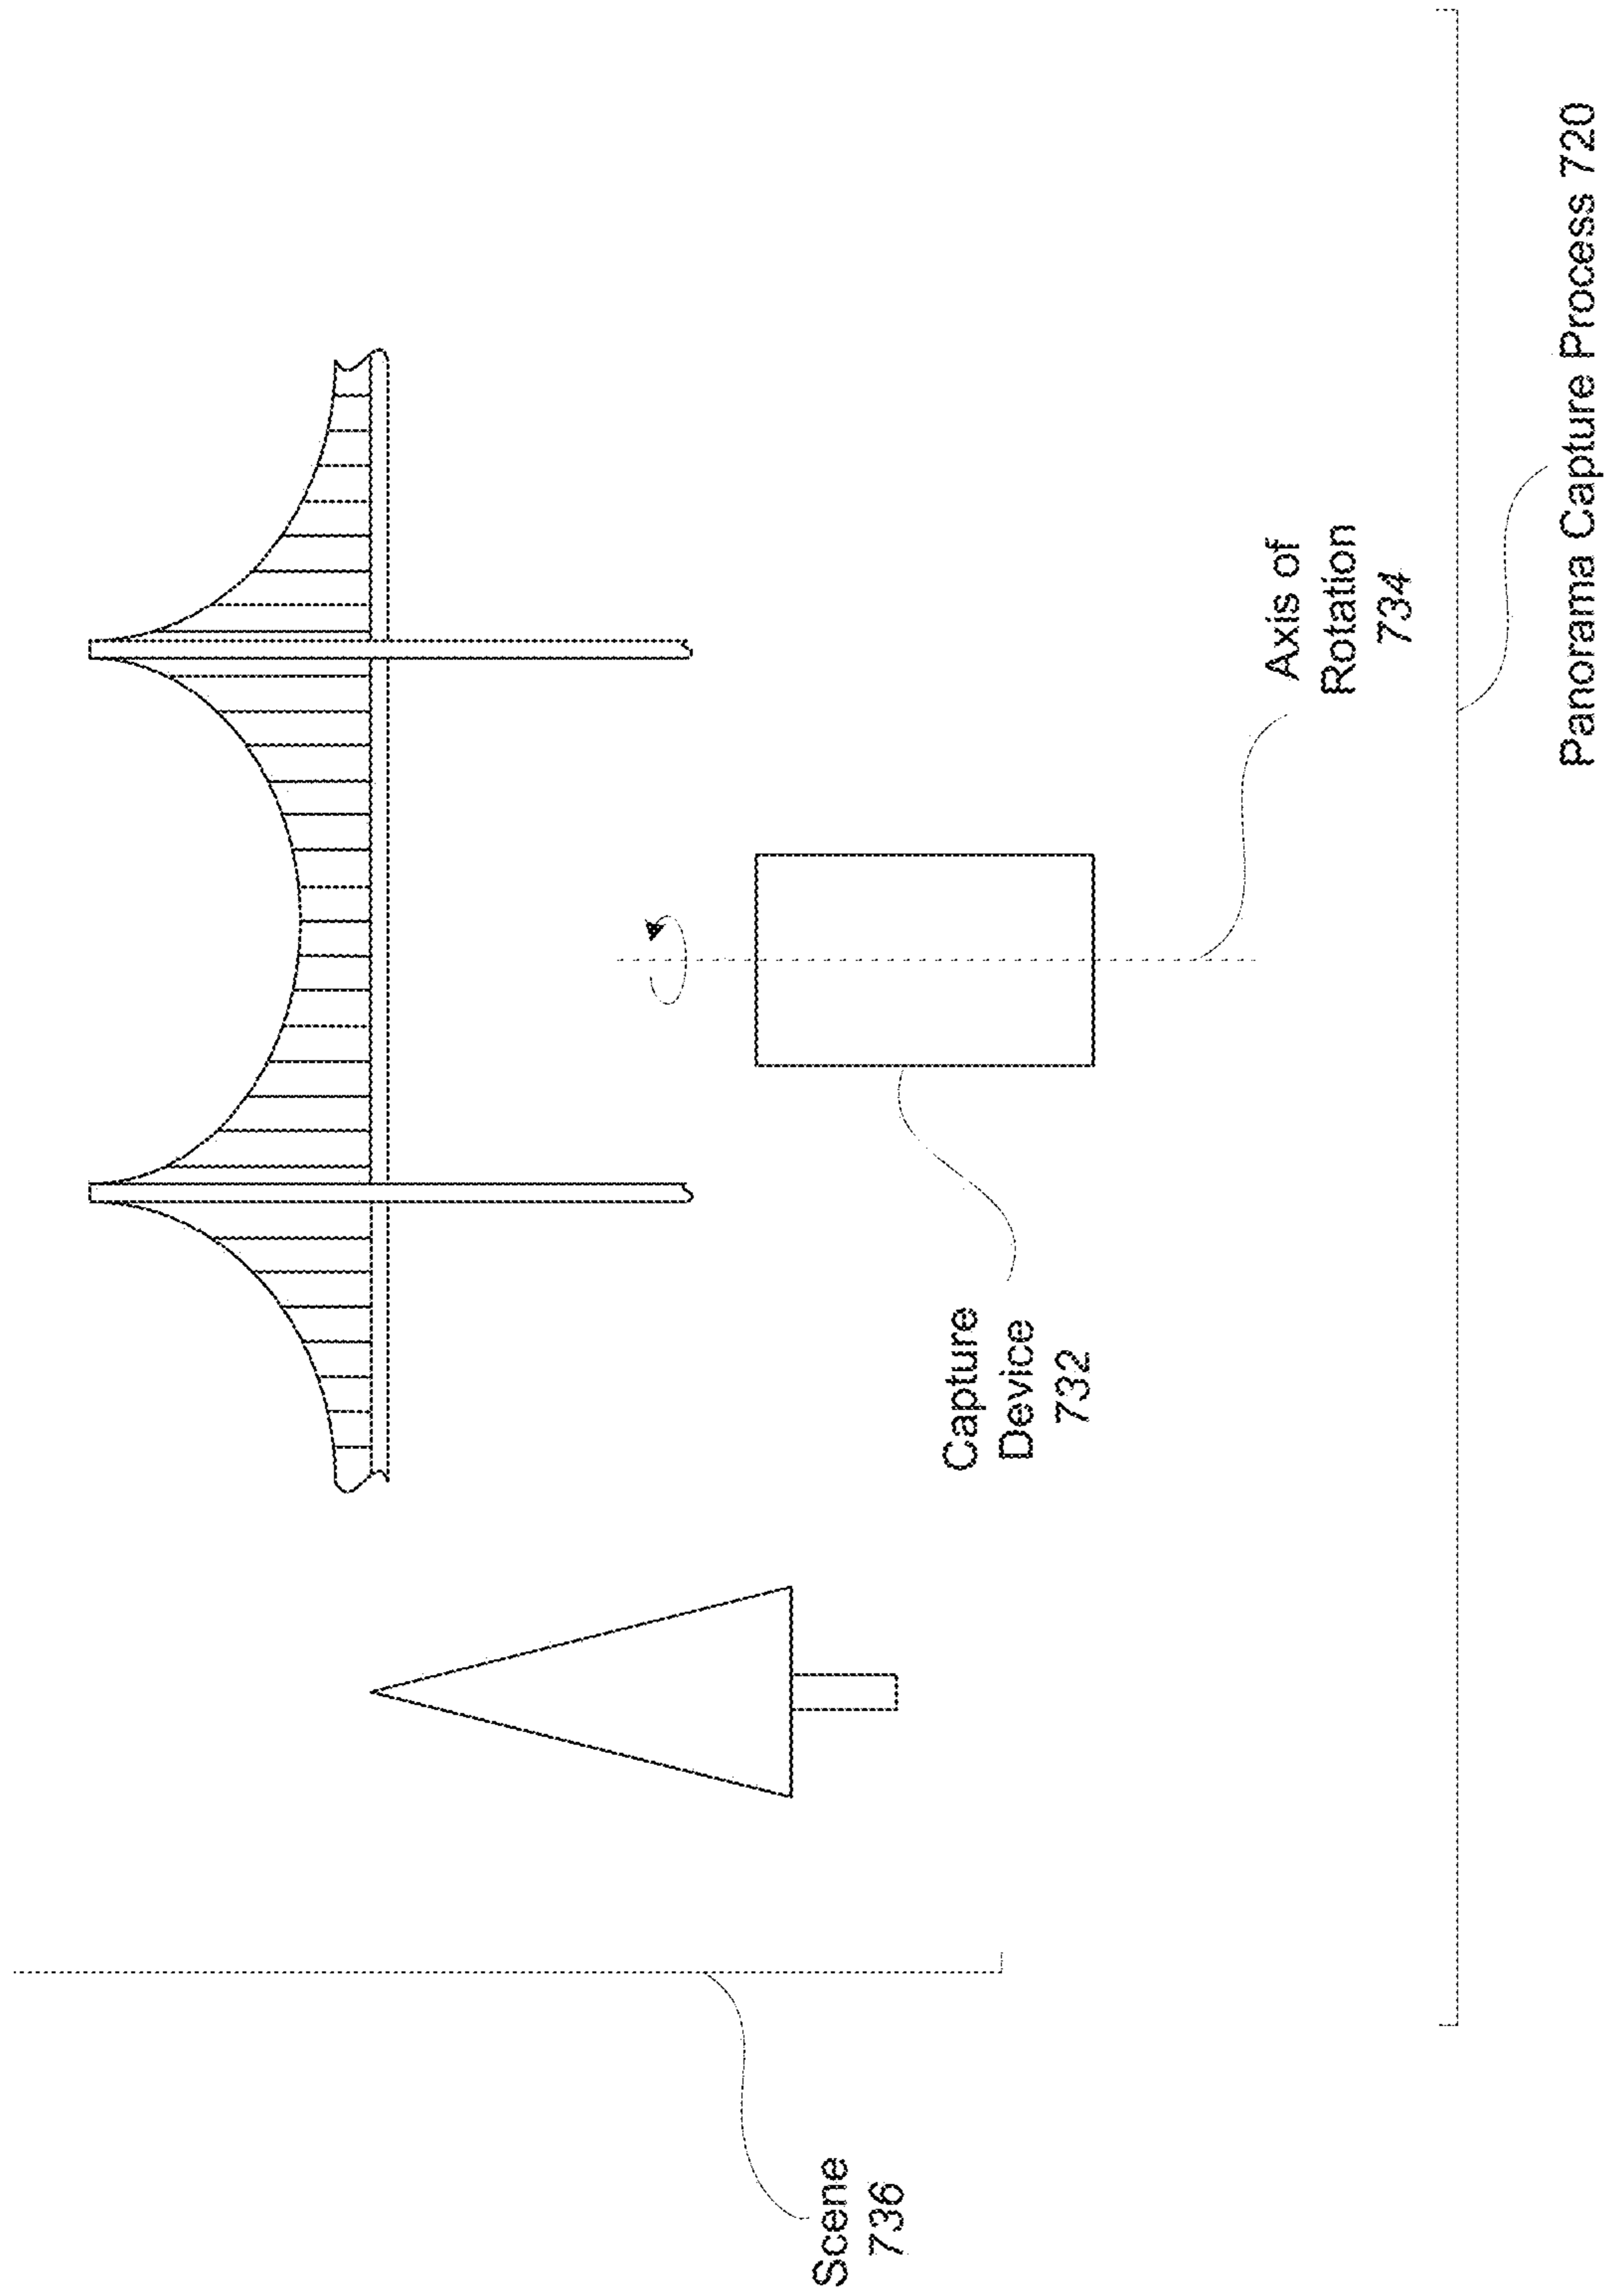 Scene
736
Capture
Device
732
Axis of
Rotation
734
Panorama Capture Process 720